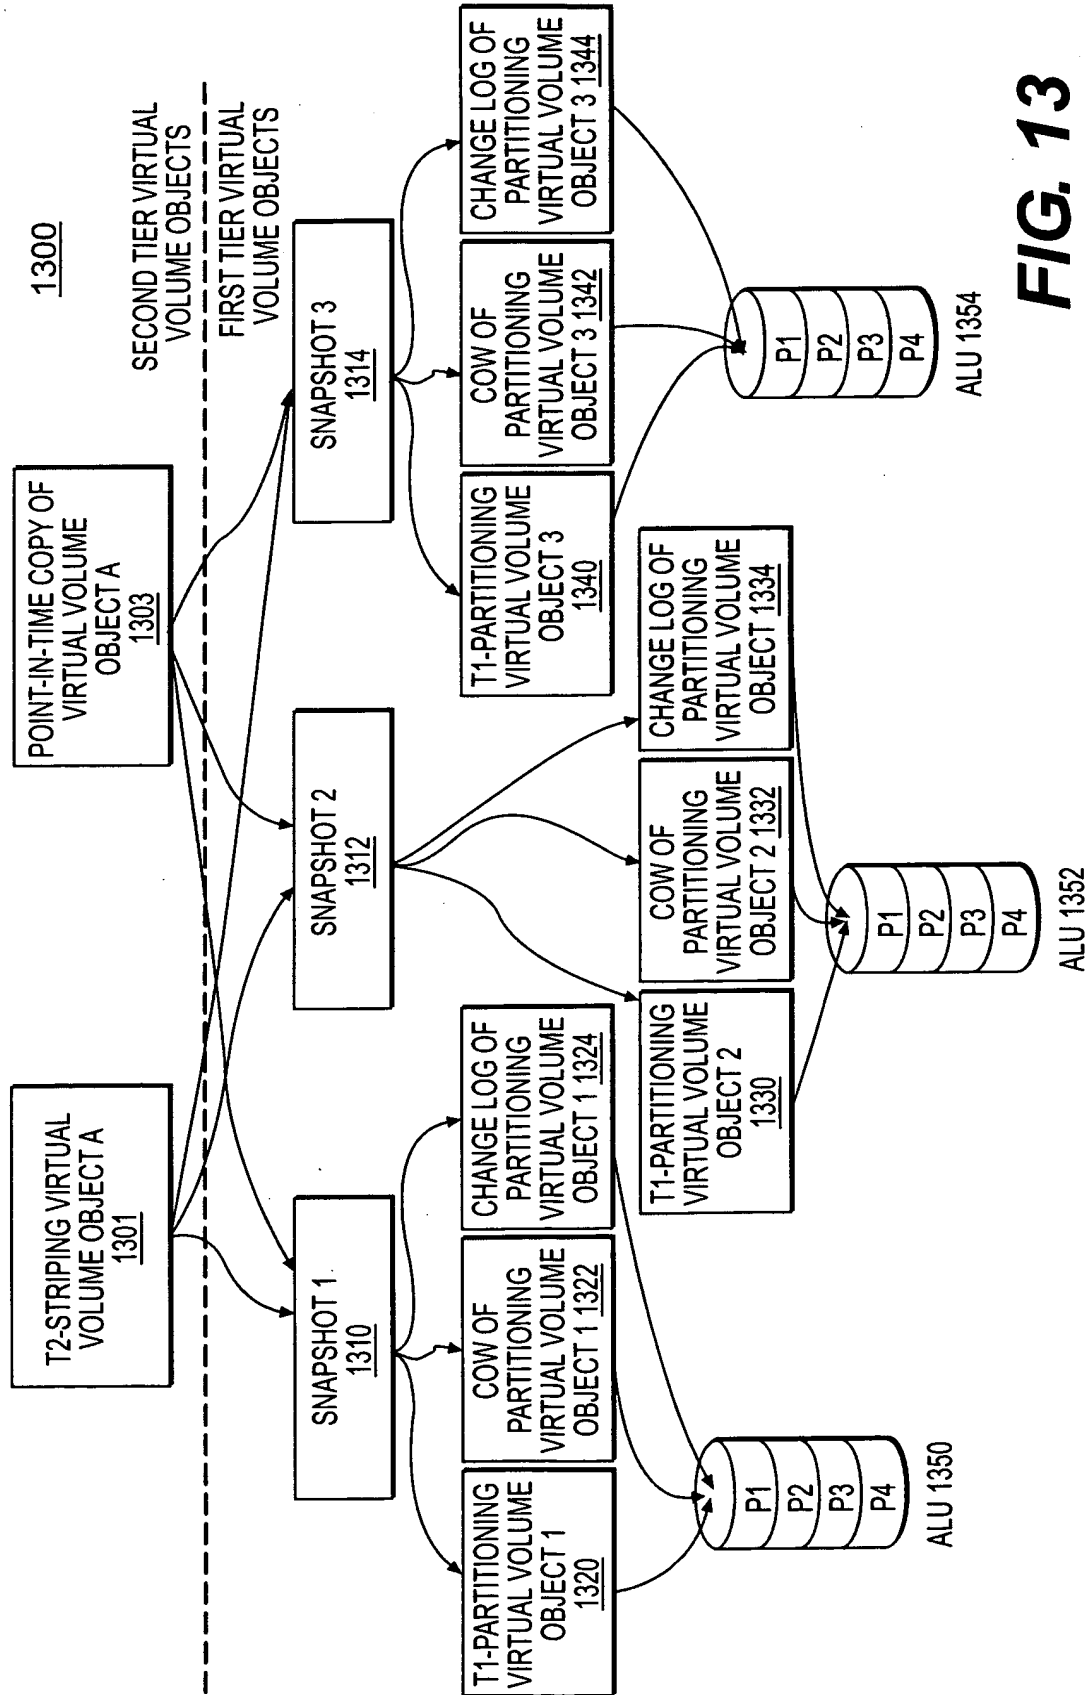 1300
T2-STRIPING VIRTUAL
VOLUME OBJECT A
1301
POINT-IN-TIME COPY OF
VIRTUAL VOLUME
OBJECT A
1303
SECOND TIER VIRTUAL
VOLUME OBJECTS
FIRST TIER VIRTUAL
VOLUME OBJECTS
SNAPSHOT 1
1310
SNAPSHOT 2
1312
SNAPSHOT 3
1314
T1-PARTITIONING
VIRTUAL VOLUME
OBJECT 1
1320
COW OF
PARTITIONING
VIRTUAL VOLUME
OBJECT 1 1322
CHANGE LOG OF
PARTITIONING
VIRTUAL VOLUME
OBJECT 1 1324
T1-PARTITIONING
VIRTUAL VOLUME
OBJECT 2
1330
COW OF
PARTITIONING
VIRTUAL VOLUME
OBJECT 2 1332
CHANGE LOG OF
PARTITIONING
VIRTUAL VOLUME
OBJECT 1334
T1-PARTITIONING
VIRTUAL VOLUME
OBJECT 3
1340
COW OF
PARTITIONING
VIRTUAL VOLUME
OBJECT 3 1342
CHANGE LOG OF
PARTITIONING
VIRTUAL VOLUME
OBJECT 3 1344
P1
P2
P3
P4
ALU 1350
P1
P2
P3
P4
ALU 1352
P1
P2
P3
P4
ALU 1354
FIG. 13